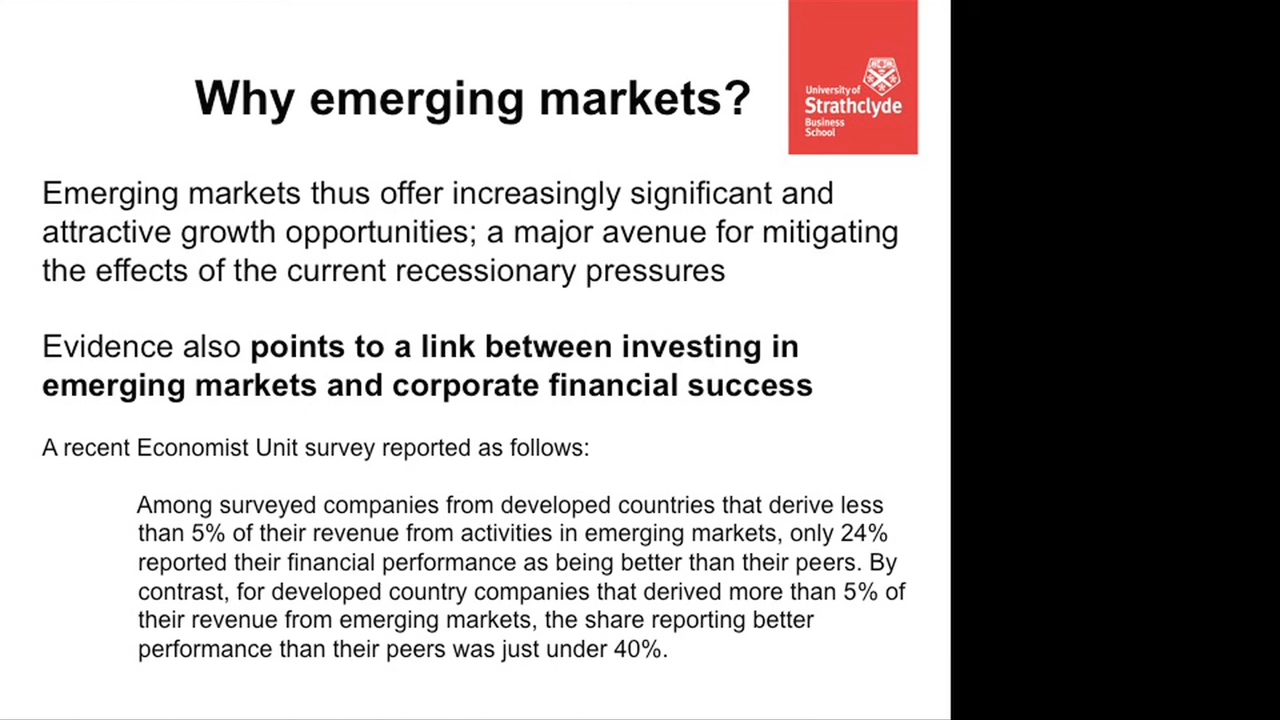 Why emerging markets?
University of
Strathclyde
Business
School
Emerging markets thus offer increasingly significant and
attractive growth opportunities; a major avenue for mitigating
the effects of the current recessionary pressures
Evidence also points to a link between investing in
emerging markets and corporate financial success
A recent Economist Unit survey reported as follows:
Among surveyed companies from developed countries that derive less
than 5% of their revenue from activities in emerging markets, only 24%
reported their financial performance as being better than their peers. By
contrast, for developed country companies that derived more than 5% of
their revenue from emerging markets, the share reporting better
performance than their peers was just under 40%.